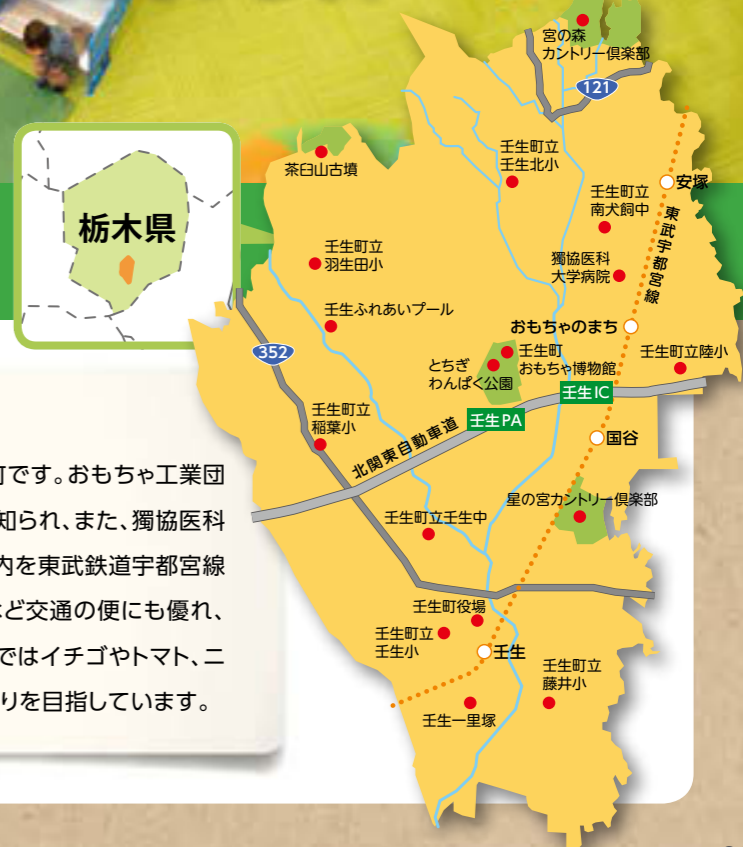 宮の森
カントリー倶楽部
121
茶臼山古墳
壬生町立
壬生北小
安塚
壬生町立
南犬飼中
東武宇都宮線
栃木県
壬生町立
羽生田小
獨協医科
大学病院
壬生ふれあいプール
おもちゃのまち
352
とちぎ
わんぱく公園
壬生町
おもちゃ博物館
壬生町立陸小
壬生IC
壬生町立
稲葉小
壬生PA
北関東自動車道
国谷
町です。おもちゃ工業団
知られ、また、獨協医科
内を東武鉄道宇都宮線
ど交通の便にも優れ、
ではイチゴやトマト、ニ
りを目指しています。
星の宮カントリー倶楽部
壬生町立壬生中
壬生町役場
壬生町立
壬生小
壬生
壬生町立
藤井小
壬生一里塚